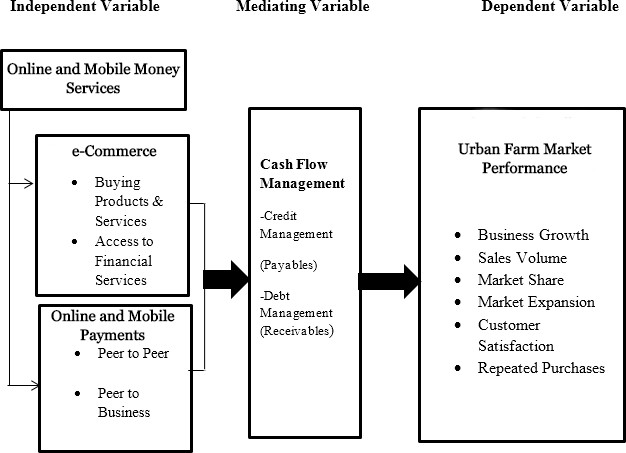 Independent Variable
Mediating Variable
Dependent Variable
Online and Mobile Money
Services
e-Commerce
• Buying
Products &
Services
• Access to
Financial
Services
Online and Mobile
Payments
• Peer to Peer
• Peer to
Business
Cash Flow
Management
-Credit
Management
(Payables)
-Debt
Management
(Receivables)
Urban Farm Market
Performance
• Business Growth
• Sales Volume
• Market Share
• Market Expansion
• Customer
Satisfaction
• Repeated Purchases